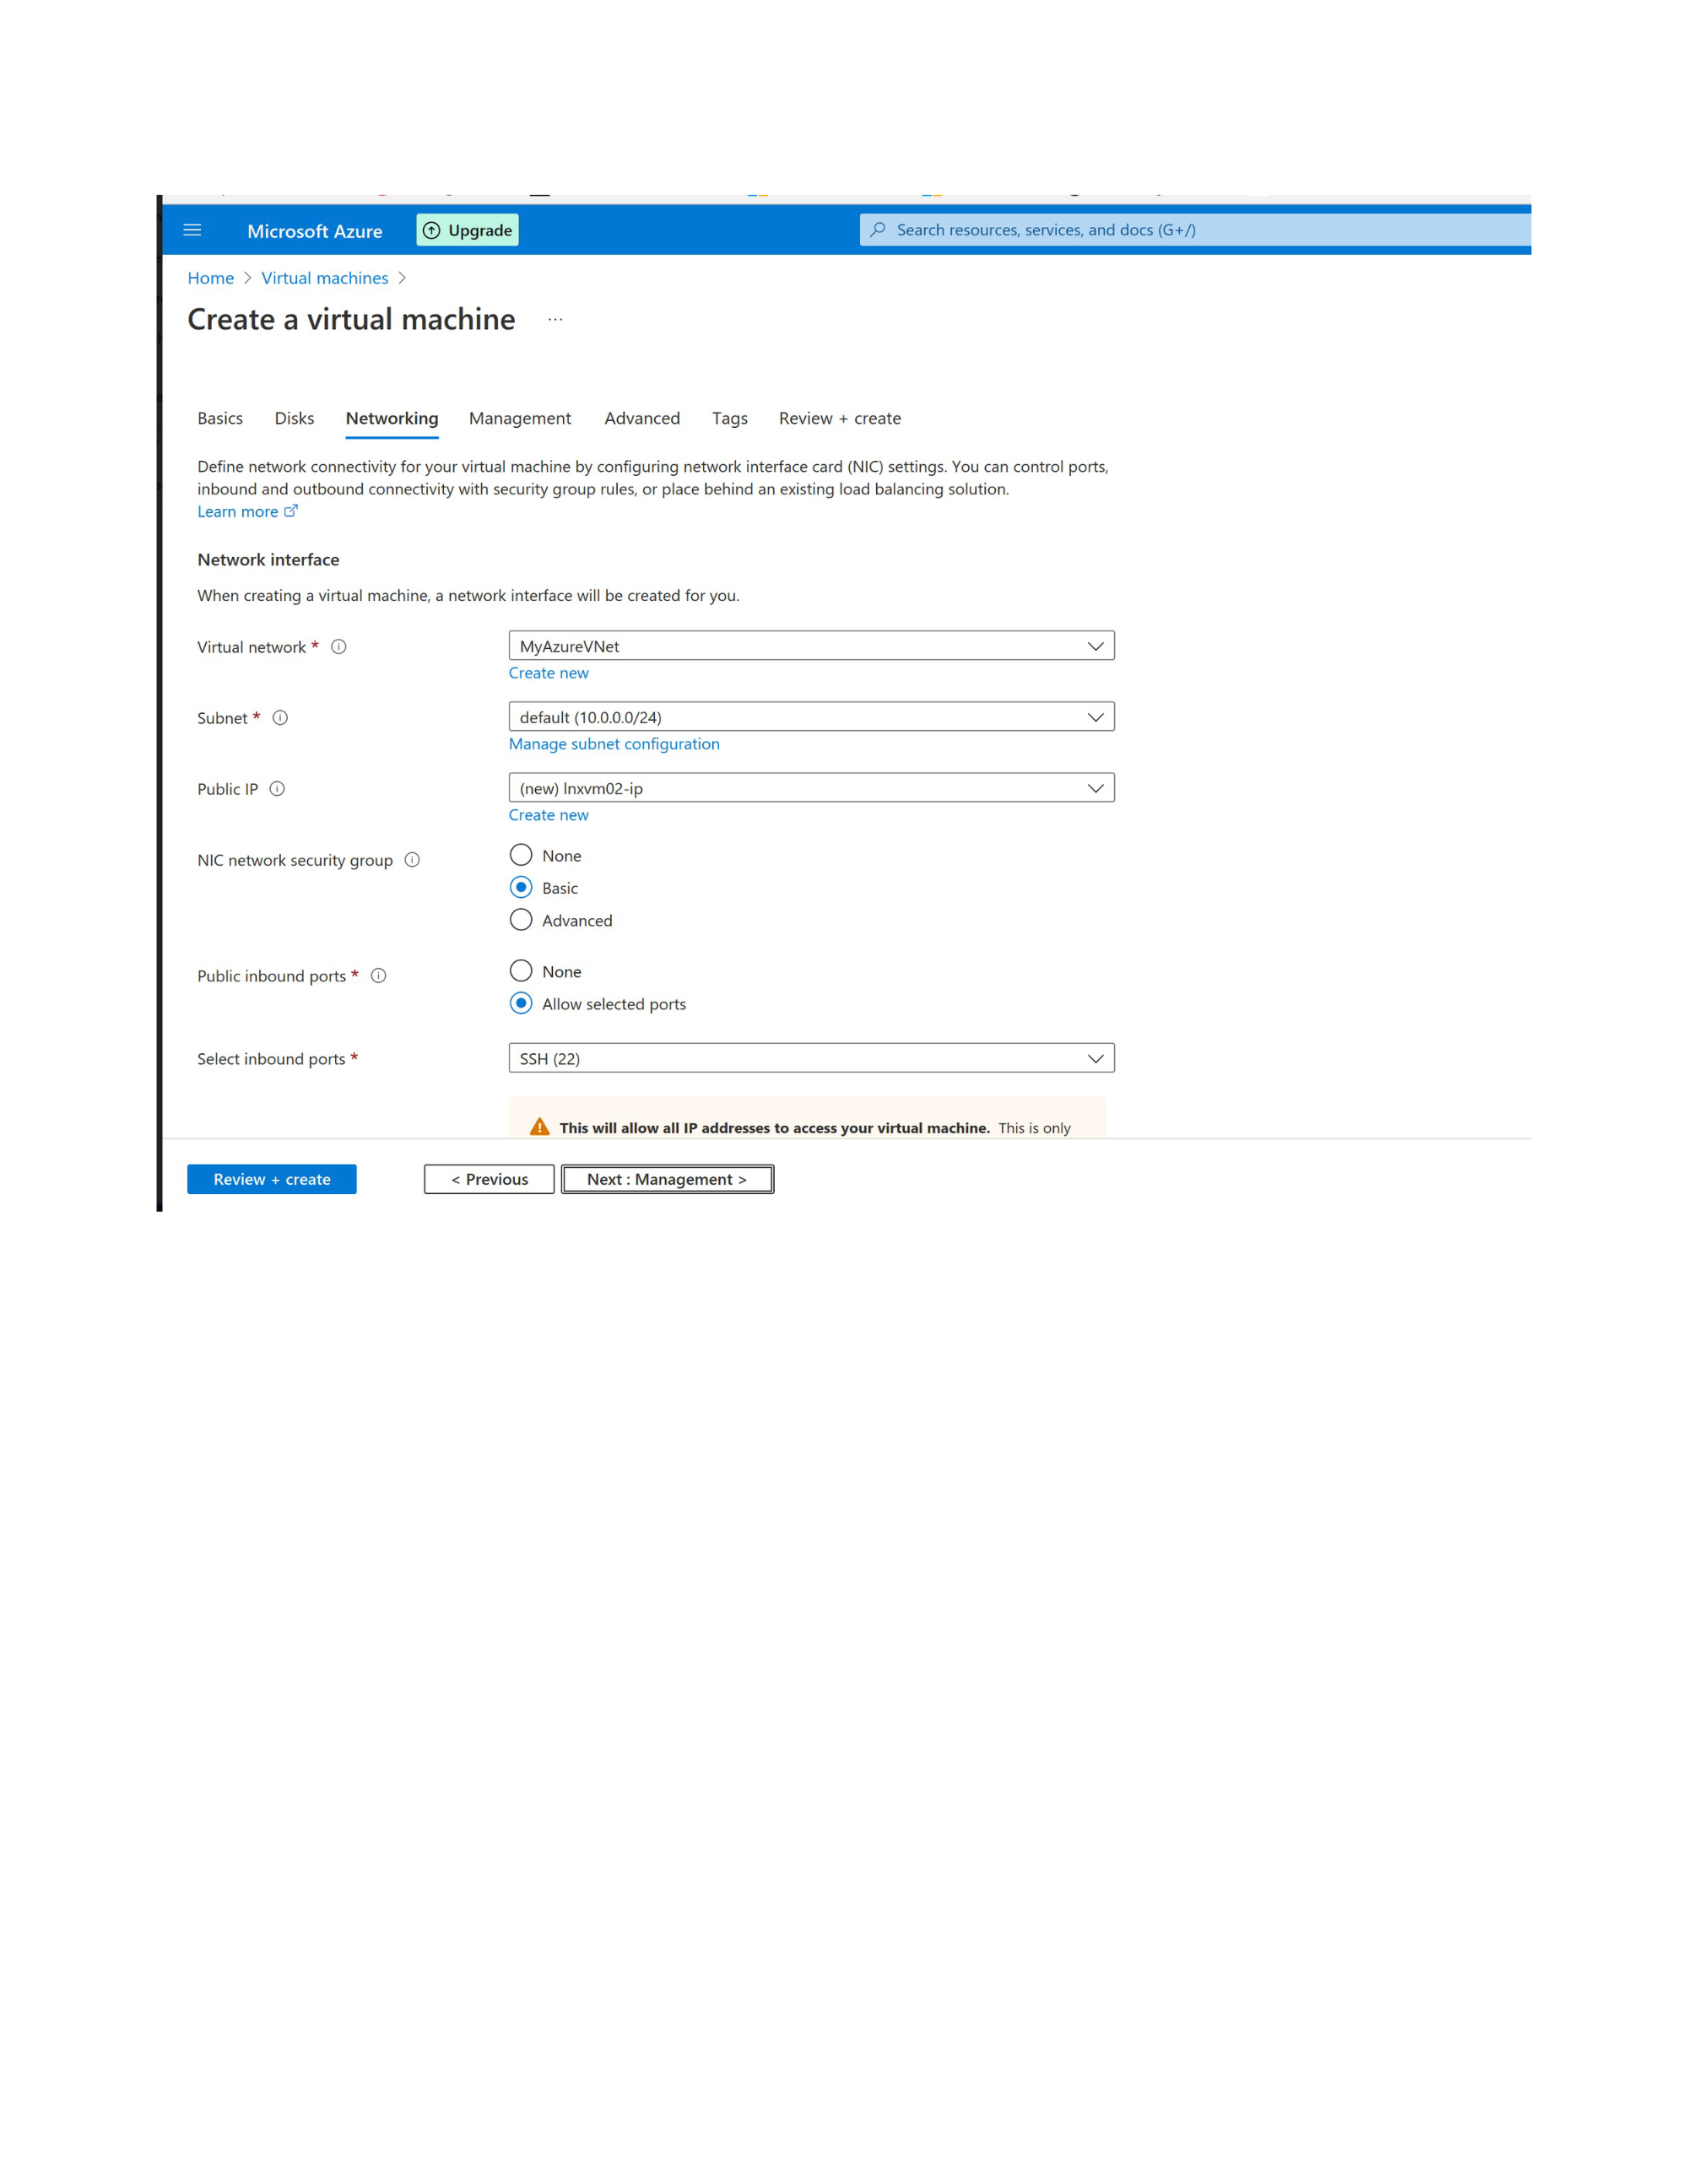 Microsoft Azure
Upgrade
Search resources, services, and docs (G+/)
Home > Virtual machines >
Create a virtual machine ...
Basics Disks Networking Management Advanced Tags Review + create
Define network connectivity for your virtual machine by configuring network interface card (NIC) settings. You can control ports,
inbound and outbound connectivity with security group rules, or place behind an existing load balancing solution.
Learn more
Network interface
When creating a virtual machine, a network interface will be created for you.
Virtual network *
MyAzureVNet
Create new
Subnet *
default (10.0.0.0/24)
Manage subnet configuration
Public IP
(new) lnxvm02-ip
Create new
NIC network security group
None
Basic
Advanced
Public inbound ports *
None
Allow selected ports
Select inbound ports *
SSH (22)
This will allow all IP addresses to access your virtual machine. This is only
Review + create
< Previous
Next : Management >